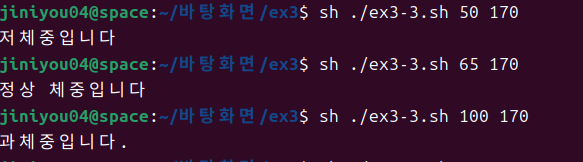 jiniyou04@space:~/바탕화면/ex3$ sh ./ex3-3.sh 50 170
저체중입니다
jiniyou04@space:~/바탕화면/ex3$ sh ./ex3-3.sh 65 170
정상 체중입니다
jiniyou04@space:~/바탕화면/ex3$ sh ./ex3-3.sh 100 170
과체중입니다.